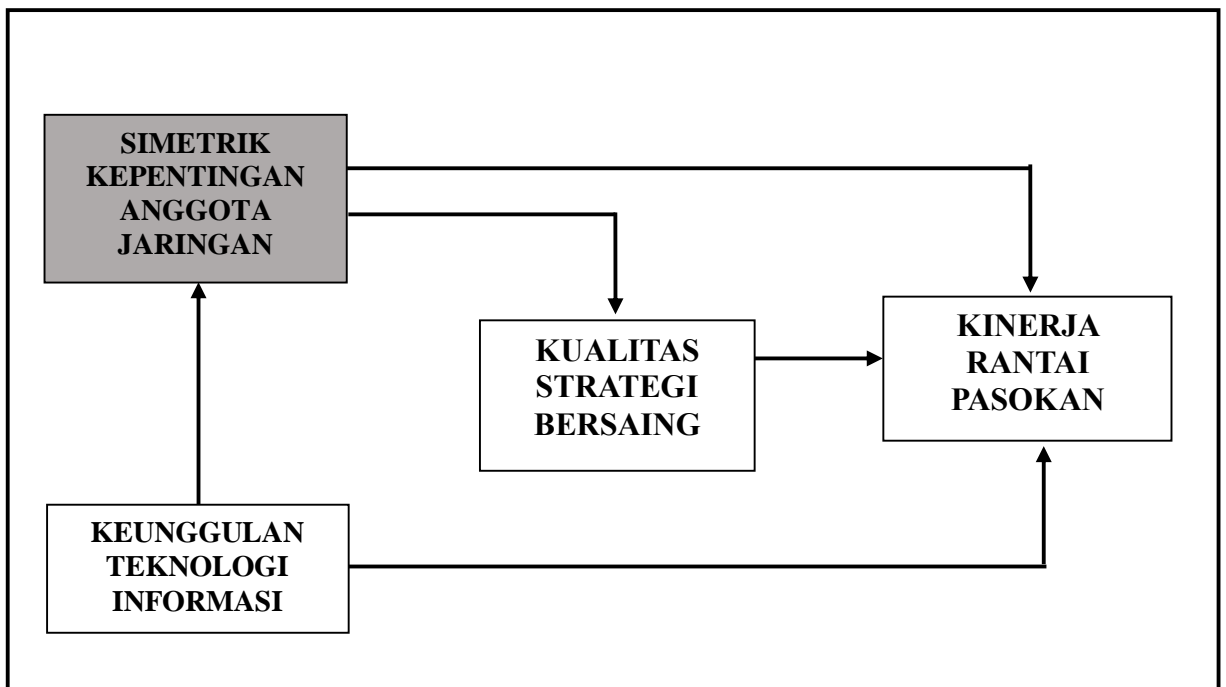 SIMETRIK
KEPENTINGAN
ANGGOTA
JARINGAN
KUALITAS
STRATEGI
BERSAING
KINERJA
RANTAI
PASOKAN
KEUNGGULAN
TEKNOLOGI
INFORMASI